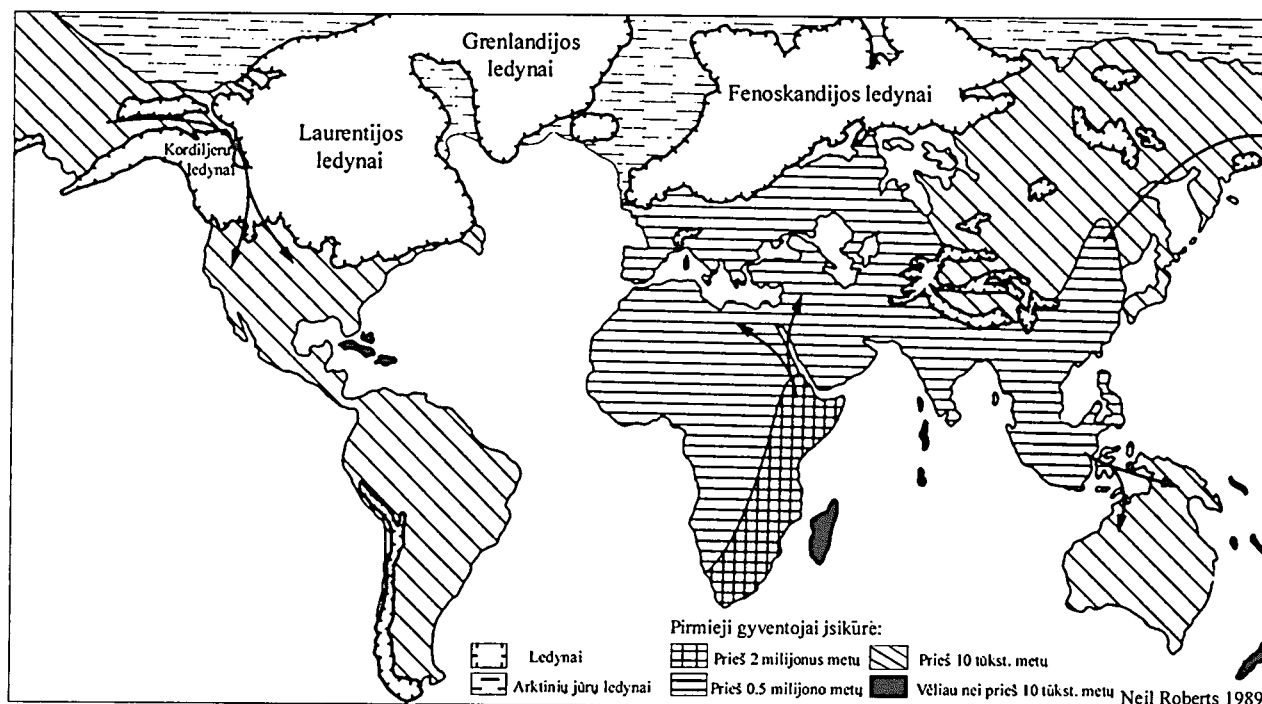 Grenlandijos
ledynai
Fenoskandijos ledynai
Laurentijos
ledynai
Kordiljerų
ledynai
Pirmieji gyventojai įsikūrė:
Ledynai
Prieš 2 milijonus metu
Prieš 10 tūkst. metų
Arktinių jūrų ledynai
Prieš 0.5 milijono metų
Vėliau nei prieš 10 tūkst. metų
Neil Roberts 1989